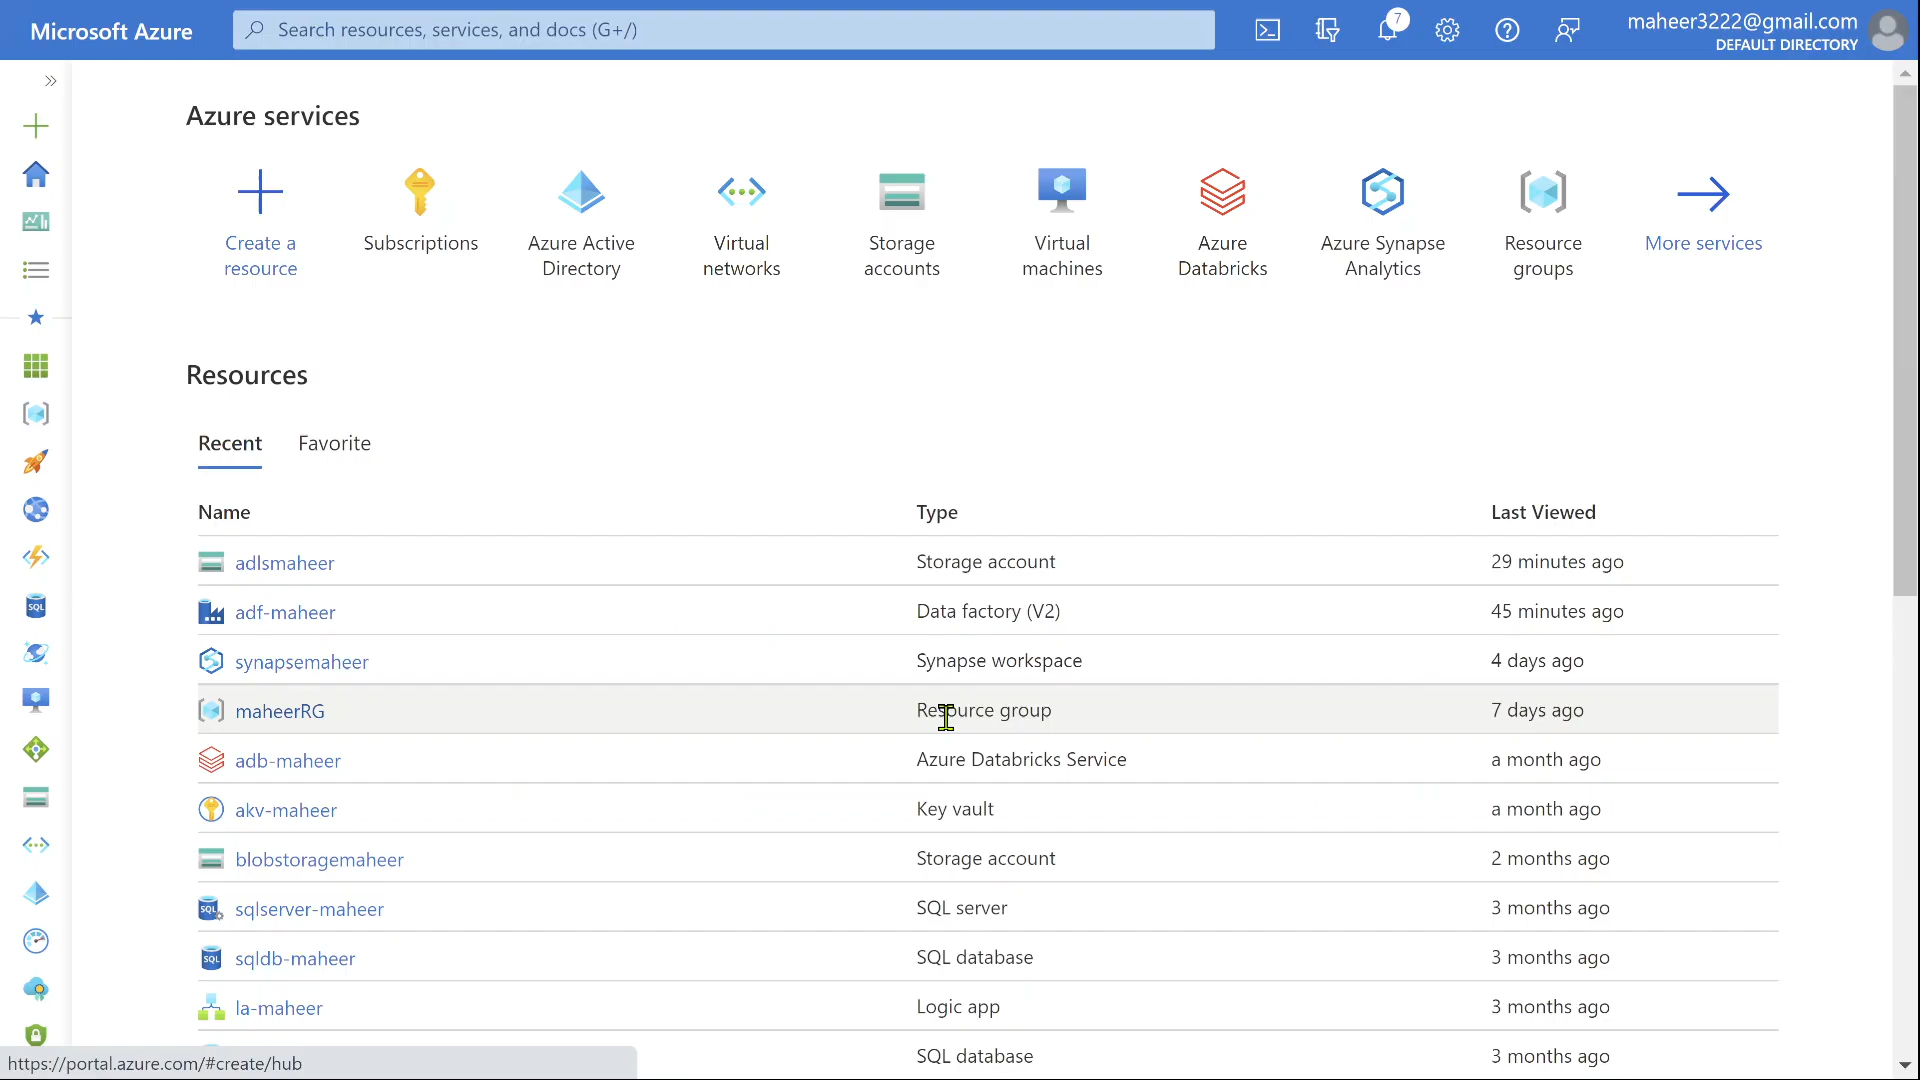 Microsoft Azure
Search resources, services, and docs (G+/)
7
maheer3222@gmail.com
DEFAULT DIRECTORY
Azure services
Create a resource
Subscriptions
Azure Active Directory
Virtual networks
Storage accounts
Virtual machines
Azure Databricks
Azure Synapse Analytics
Resource groups
More services
Resources
Recent Favorite
Name Type Last Viewed
adlsmaheer Storage account 29 minutes ago
adf-maheer Data factory (V2) 45 minutes ago
synapsemaheer Synapse workspace 4 days ago
maheerRG Resource group 7 days ago
adb-maheer Azure Databricks Service a month ago
akv-maheer Key vault a month ago
blobstoragemaheer Storage account 2 months ago
SQL sqlserver-maheer SQL server 3 months ago
SQL sqldb-maheer SQL database 3 months ago
la-maheer Logic app 3 months ago
SQL database 3 months ago
SQL
https://portal.azure.com/#create/hub